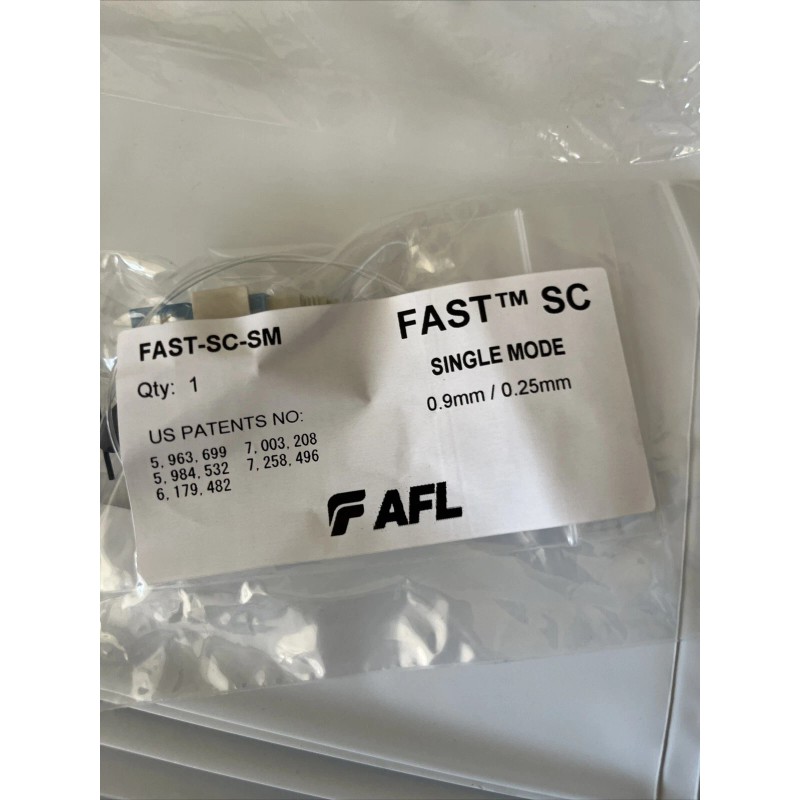 FAST-SC-SM
Qty: 1
US PATENTS NO:
5,963,699 7,003,208
5,984,532 7,258,496
6,179,482
FAST™ SC
SINGLE MODE
0.9mm / 0.25mm
AFL